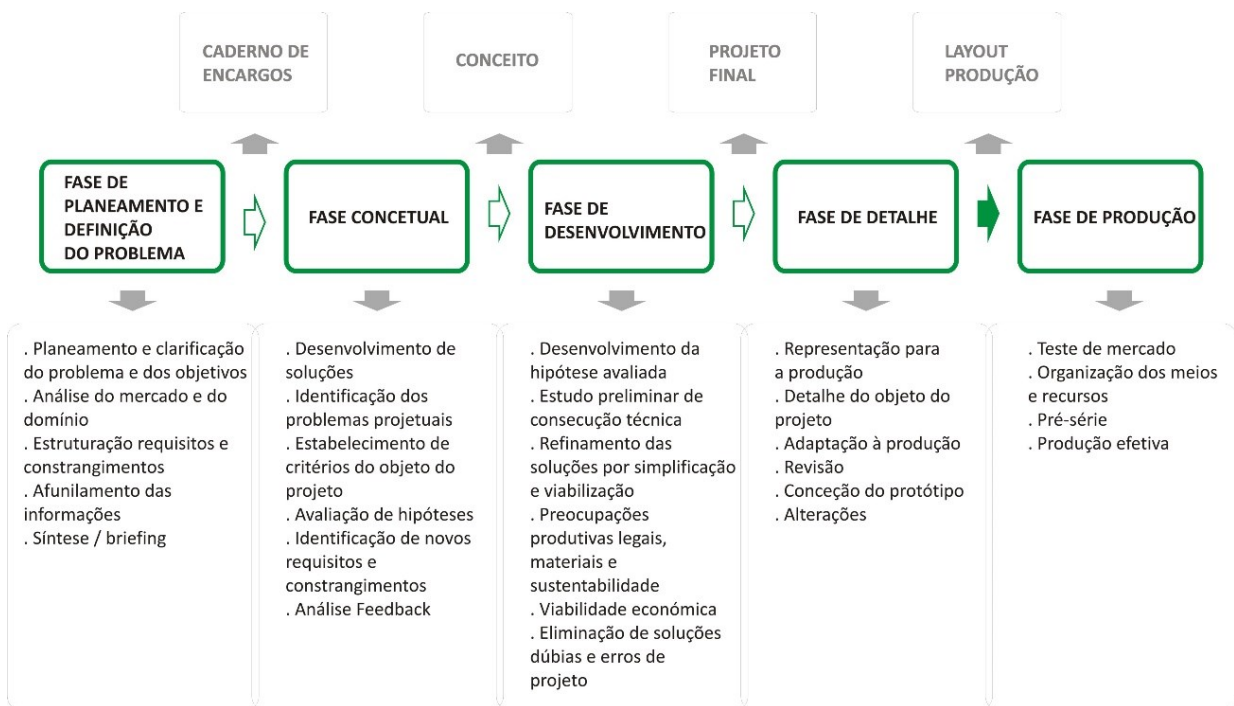 CADERNO DE
ENCARGOS
CONCEITO
PROJETO
FINAL
LAYOUT
PRODUÇÃO
FASE DE
PLANEAMENTO E
DEFINIÇÃO
DO PROBLEMA
FASE CONCETUAL
FASE DE
DESENVOLVIMENTO
FASE DE DETALHE
FASE DE PRODUÇÃO
. Planeamento e clarificação
do problema e dos objetivos
. Análise do mercado e do
domínio
. Estruturação requisitos e
constrangimentos
. Afunilamento das
informações
. Síntese / briefing
. Desenvolvimento de
soluções
. Identificação dos
problemas projetuais
. Estabelecimento de
critérios do objeto do
projeto
. Avaliação de hipóteses
. Identificação de novos
requisitos e
constrangimentos
. Análise Feedback
. Desenvolvimento da
hipótese avaliada
. Estudo preliminar de
consecução técnica
. Refinamento das
soluções por simplificação
e viabilização
. Preocupações
produtivas legais,
materiais e
sustentabilidade
. Viabilidade económica
. Eliminação de soluções
dúbias e erros de
projeto
. Representação para
a produção
. Detalhe do objeto do
projeto
. Adaptação à produção
. Revisão
. Conceção do protótipo
. Alterações
. Teste de mercado
. Organização dos meios
e recursos
. Pré-série
. Produção efetiva